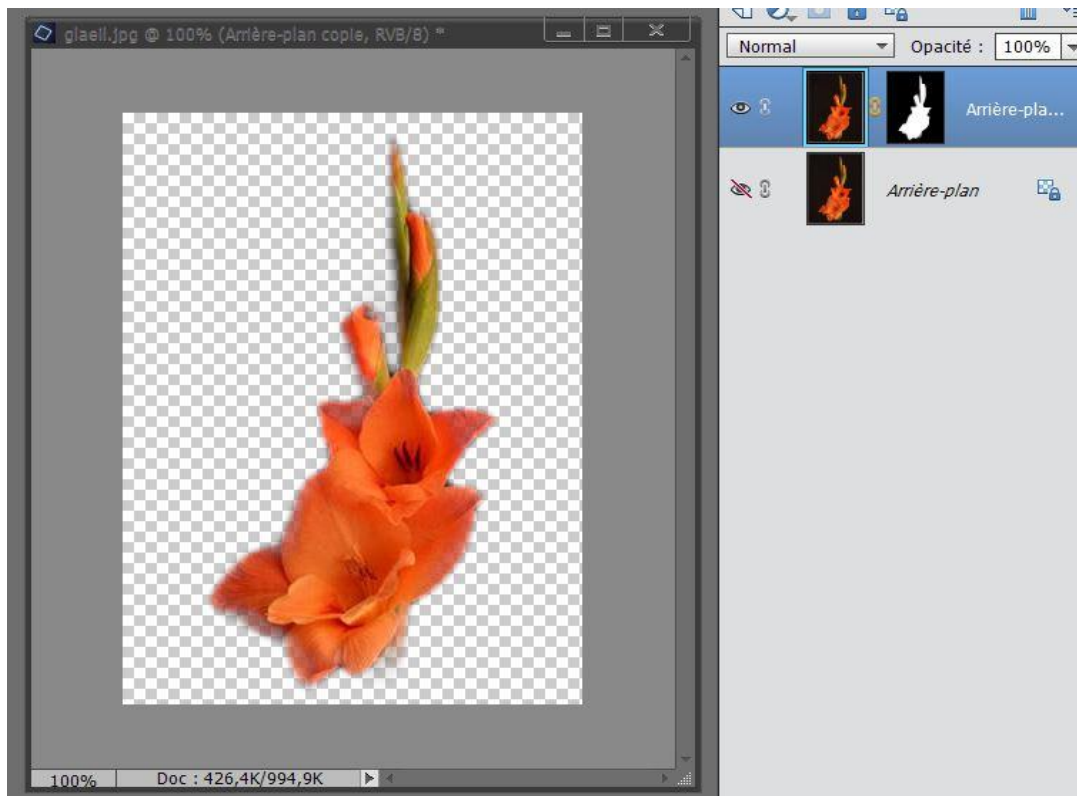 glaeil.jpg @ 100% (Arrière-plan copie, RVB/8) *
Normal
Opacité : 100%
Arrière-pla...
Arrière-plan
100%
Doc : 426,4K/994,9K